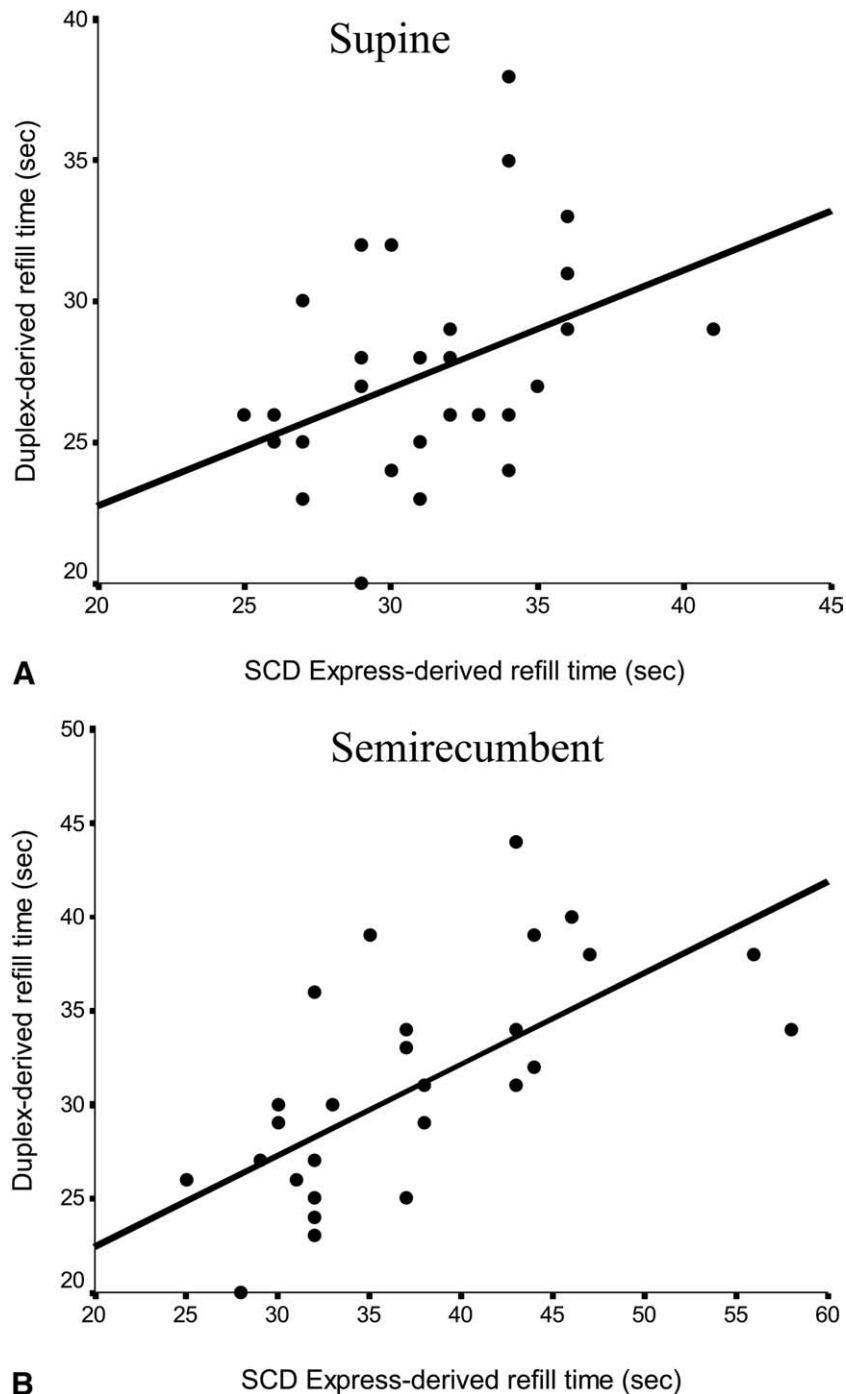 Supine
Duplex-derived refill time (sec)
40
35
30
25
20
20 25 30 35 40 45
SCD Express-derived refill time (sec)
A
Semirecumbent
Duplex-derived refill time (sec)
50
45
40
35
30
25
20
20 25 30 35 40 45 50 55 60
SCD Express-derived refill time (sec)
B